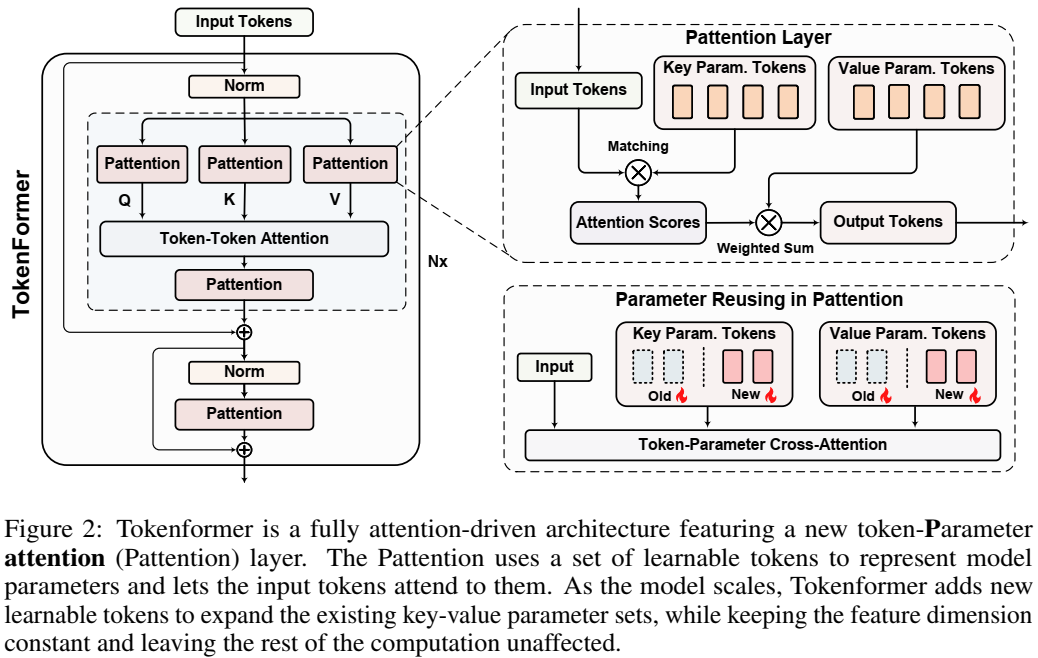 Input Tokens
TokenFormer
Norm
Pattention
Pattention
Pattention
Q
K
V
Token-Token Attention
Pattention
Nx
Norm
Pattention
Pattention Layer
Input Tokens
Key Param. Tokens
Value Param. Tokens
Matching
Attention Scores
Weighted Sum
Output Tokens
Parameter Reusing in Pattention
Input
Key Param. Tokens
Old
New
Value Param. Tokens
Old
New
Token-Parameter Cross-Attention
Figure 2: Tokenformer is a fully attention-driven architecture featuring a new token-Parameter
attention (Pattention) layer. The Pattention uses a set of learnable tokens to represent model
parameters and lets the input tokens attend to them. As the model scales, Tokenformer adds new
learnable tokens to expand the existing key-value parameter sets, while keeping the feature dimension
constant and leaving the rest of the computation unaffected.